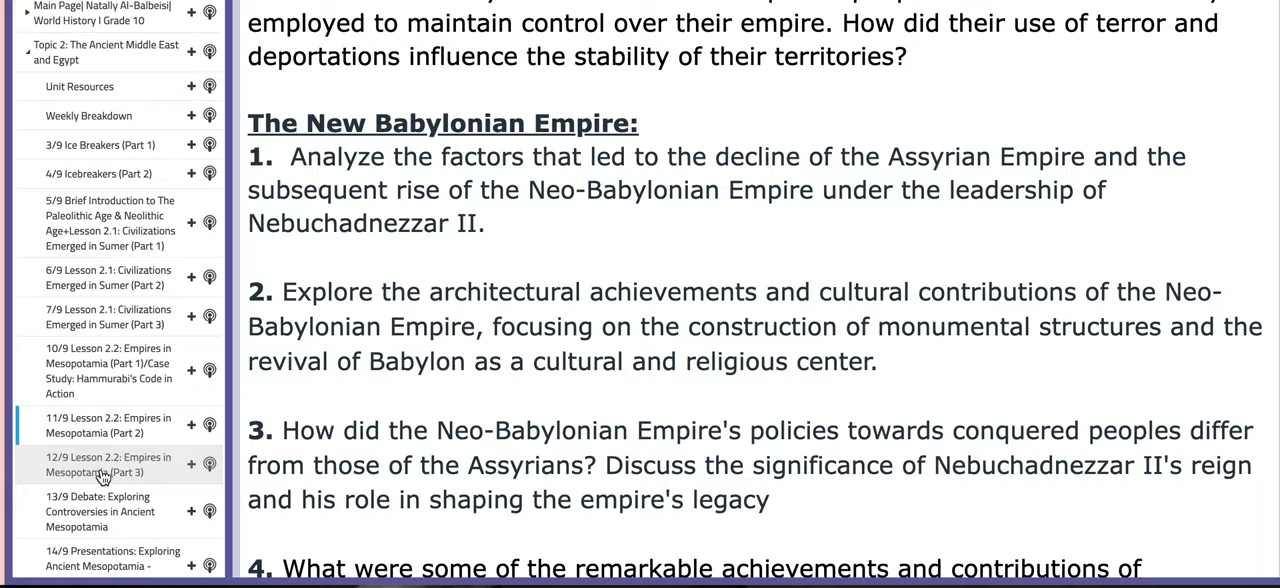 Main Page| Natally Al-Balbeisi|
World History I Grade 10
Topic 2: The Ancient Middle East
and Egypt
Unit Resources
Weekly Breakdown
3/9 Ice Breakers (Part 1)
4/9 Icebreakers (Part 2)
5/9 Brief Introduction to The
Paleolithic Age & Neolithic
Age+Lesson 2.1: Civilizations
Emerged in Sumer (Part 1)
6/9 Lesson 2.1: Civilizations
Emerged in Sumer (Part 2)
7/9 Lesson 2.1: Civilizations
Emerged in Sumer (Part 3)
10/9 Lesson 2.2: Empires in
Mesopotamia (Part 1)/Case
Study: Hammurabi's Code in
Action
11/9 Lesson 2.2: Empires in
Mesopotamia (Part 2)
12/9 Lesson 2.2: Empires in
Mesopotamia (Part 3)
13/9 Debate: Exploring
Controversies in Ancient
Mesopotamia
14/9 Presentations: Exploring
Ancient Mesopotamia -
employed to maintain control over their empire. How did their use of terror and
deportations influence the stability of their territories?
The New Babylonian Empire:
1. Analyze the factors that led to the decline of the Assyrian Empire and the
subsequent rise of the Neo-Babylonian Empire under the leadership of
Nebuchadnezzar II.
2. Explore the architectural achievements and cultural contributions of the Neo-
Babylonian Empire, focusing on the construction of monumental structures and the
revival of Babylon as a cultural and religious center.
3. How did the Neo-Babylonian Empire's policies towards conquered peoples differ
from those of the Assyrians? Discuss the significance of Nebuchadnezzar II's reign
and his role in shaping the empire's legacy
4. What were some of the remarkable achievements and contributions of